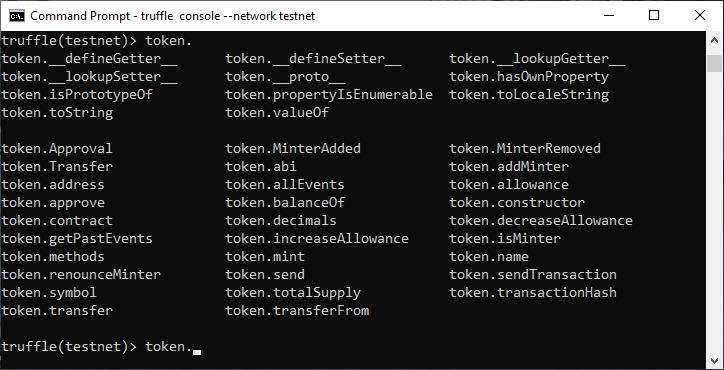 Command Prompt - truffle  console --network testnet
truffle(testnet)> token.
token.__defineGetter__      token.__defineSetter__      token.__lookupGetter__
token.__lookupSetter__      token.__proto__             token.hasOwnProperty
token.isPrototypeOf         token.propertyIsEnumerable  token.toLocaleString
token.toString              token.valueOf
token.Approval              token.MinterAdded           token.MinterRemoved
token.Transfer              token.abi                   token.addMinter
token.address               token.allEvents             token.allowance
token.approve               token.balanceOf             token.constructor
token.contract              token.decimals              token.decreaseAllowance
token.getPastEvents         token.increaseAllowance     token.isMinter
token.methods               token.mint                  token.name
token.renounceMinter        token.send                  token.sendTransaction
token.symbol                token.totalSupply           token.transactionHash
token.transfer              token.transferFrom
truffle(testnet)> token.